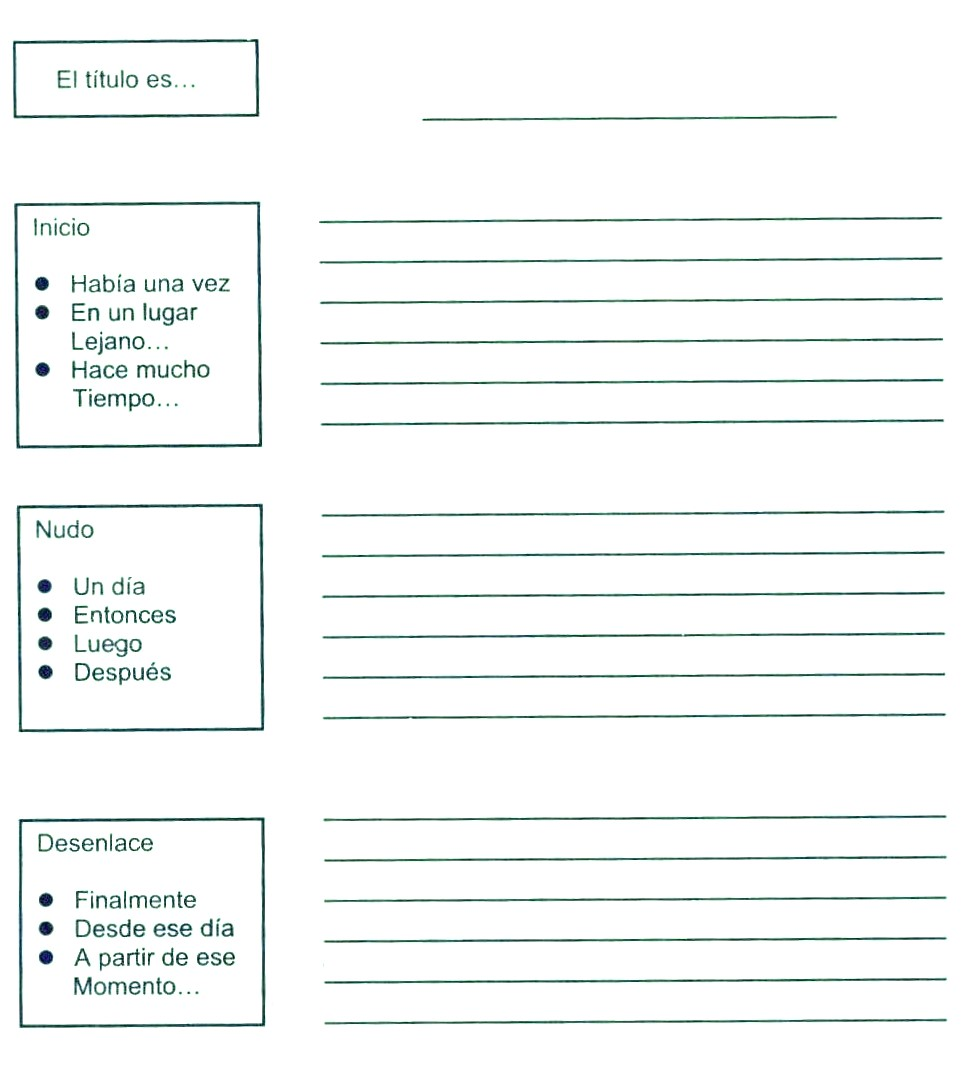 El título es...
Inicio
● Había una vez
● En un lugar
Lejano...
● Hace mucho
Tiempo...
Nudo
● Un día
● Entonces
● Luego
● Después
Desenlace
● Finalmente
● Desde ese día
● A partir de ese
Momento...